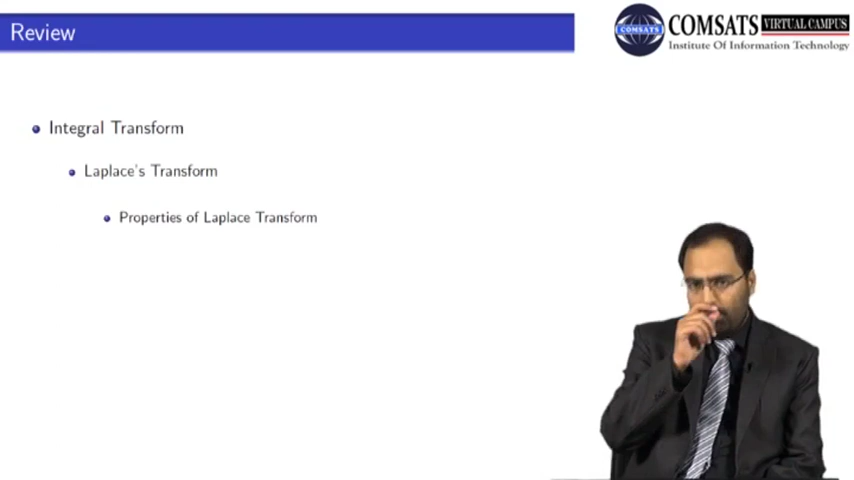 Review
COMSATS VIRTUAL CAMPUS
Institute Of Information Technology
COMSATS
Integral Transform
Laplace's Transform
Properties of Laplace Transform